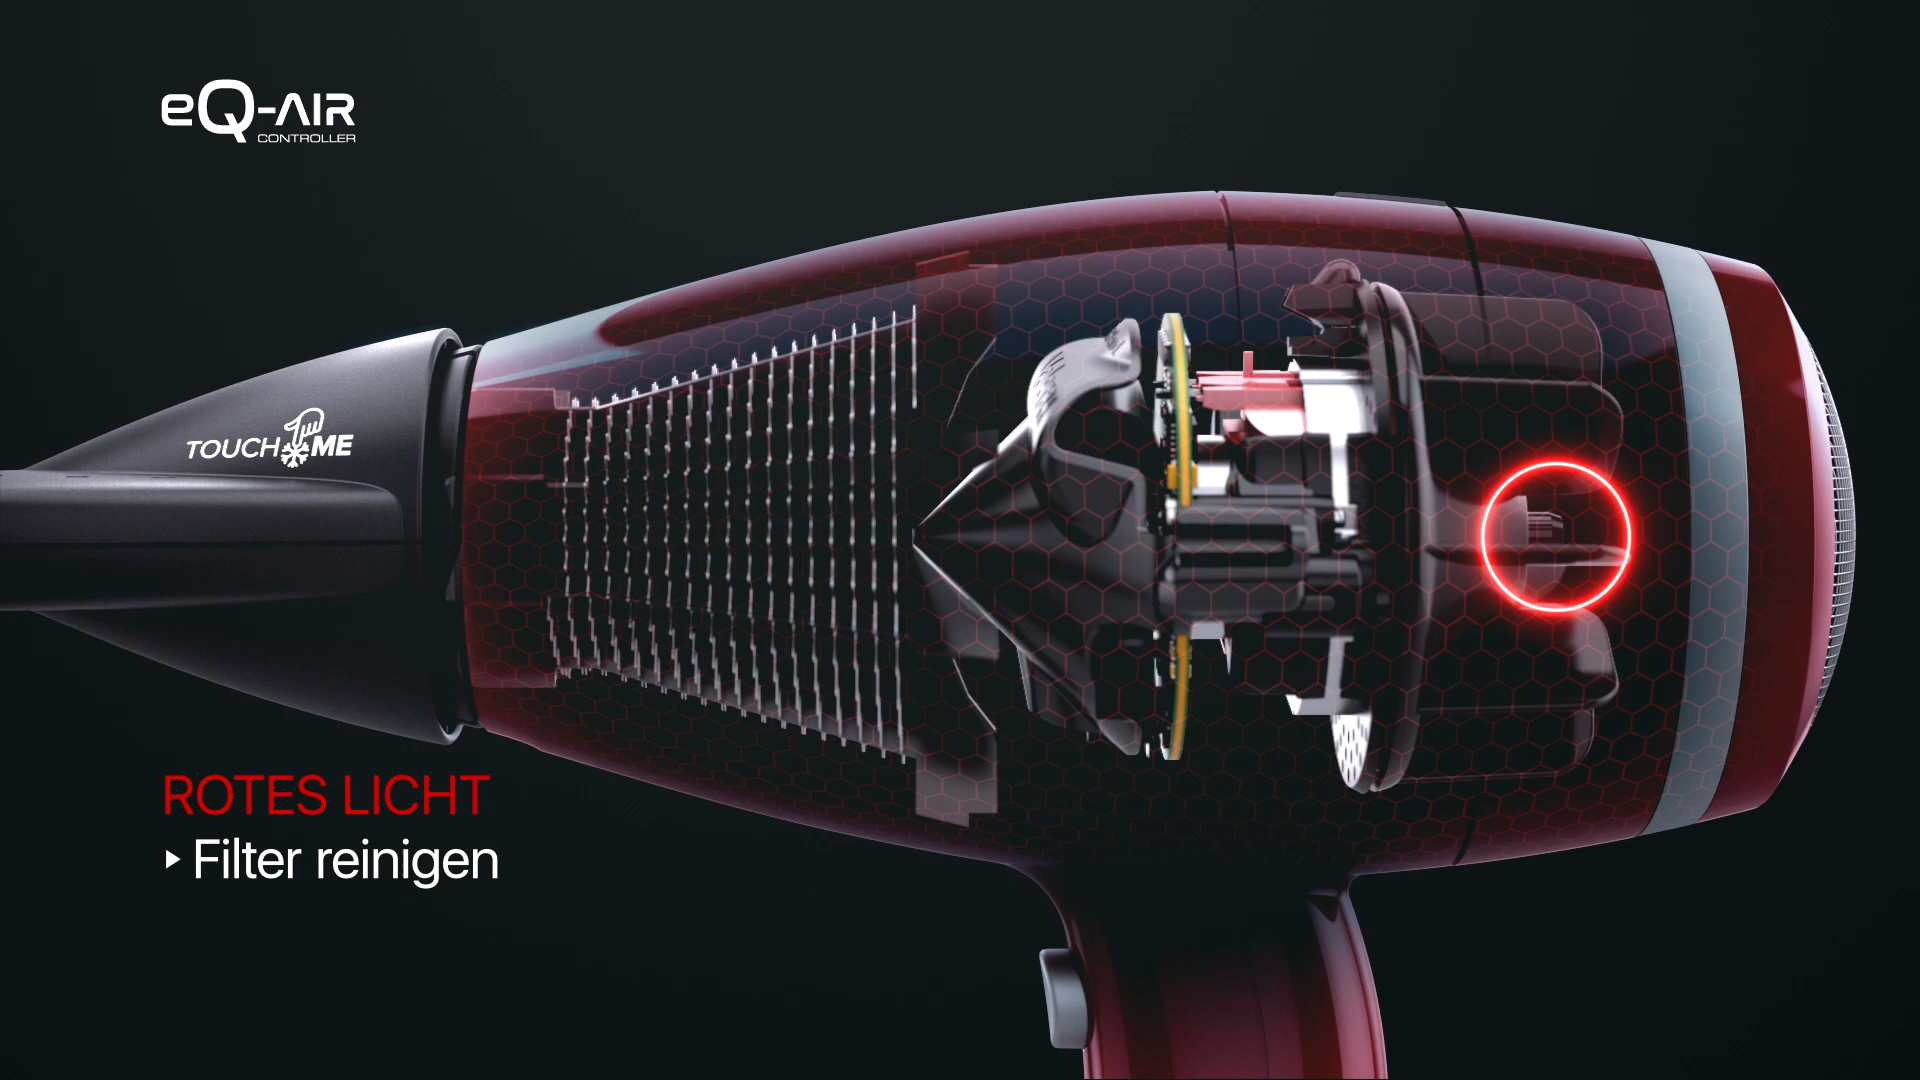 eQ-AIR
CONTROLLER
TOUCH ME
ROTES LICHT
▸ Filter reinigen